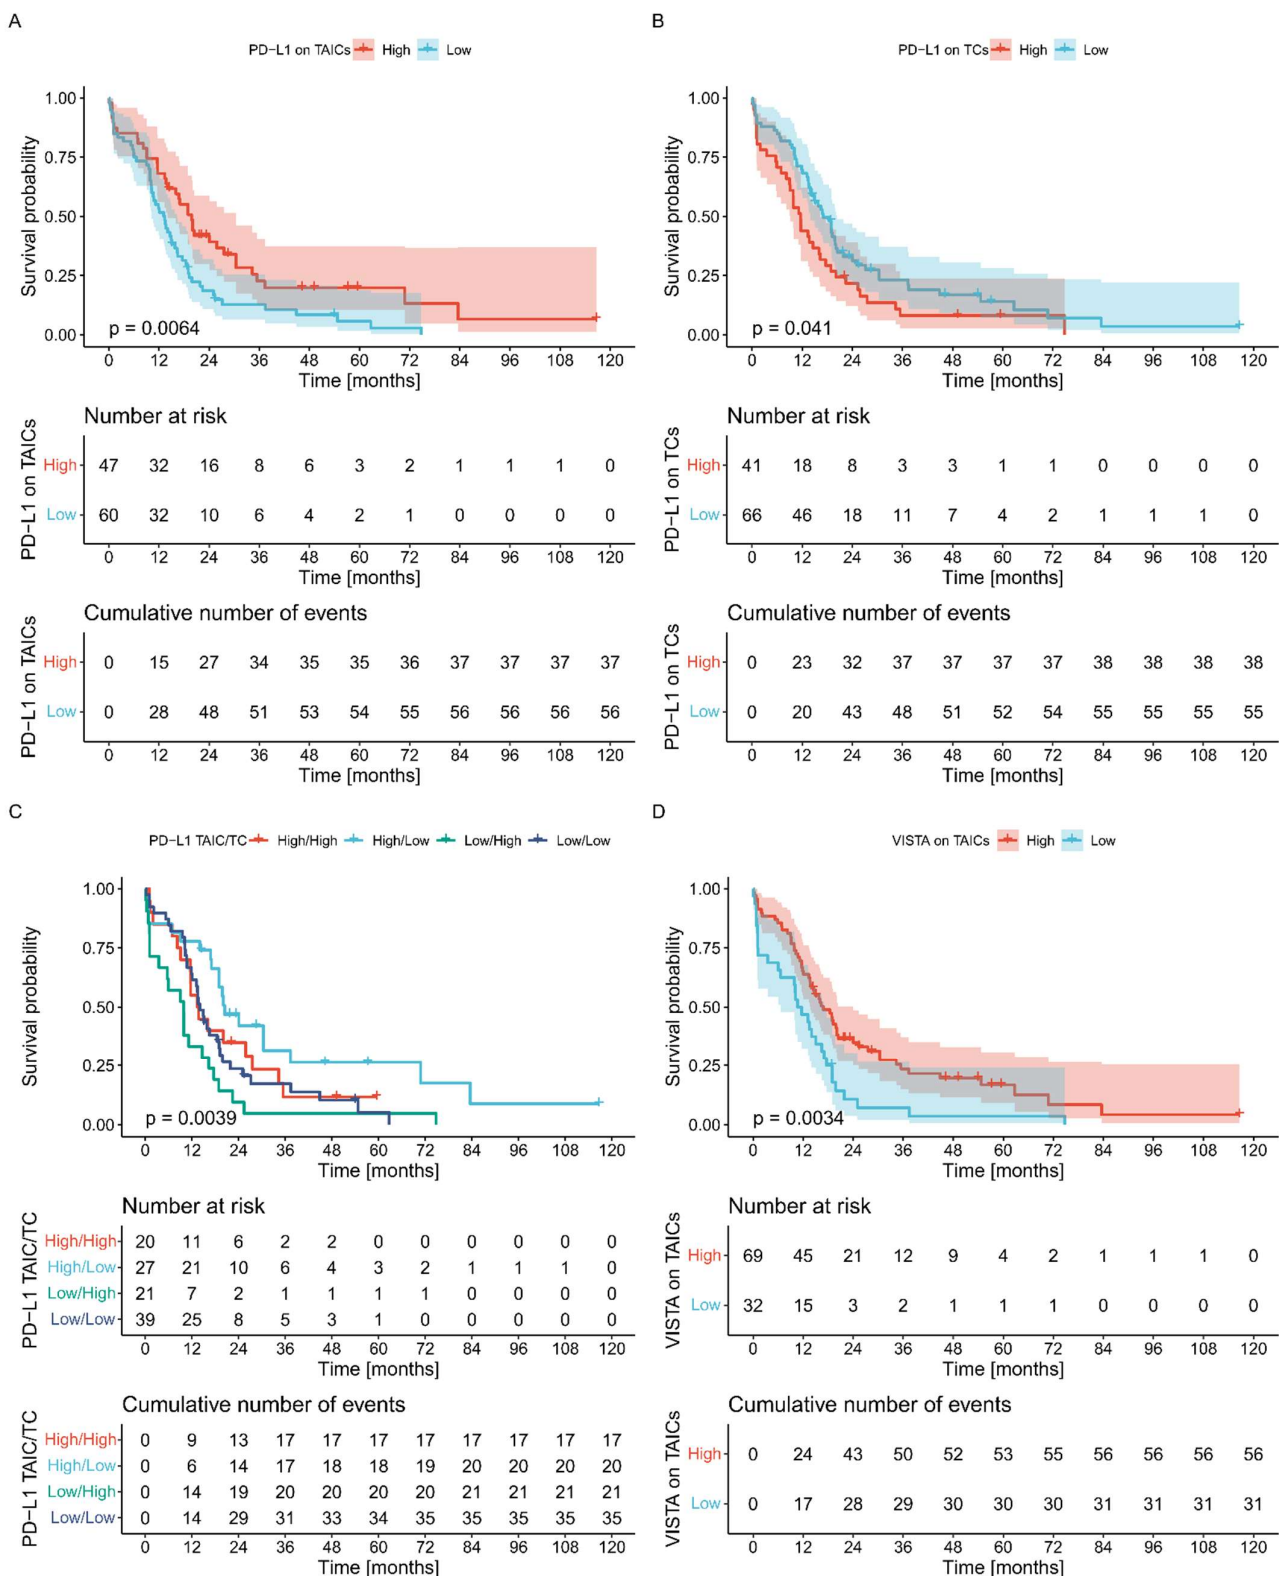 A
PD−L1 on TAICs High Low
Survival probability
1.00
0.75
0.50
0.25
0.00
p = 0.0064
0 12 24 36 48 60 72 84 96 108 120
Time [months]
Number at risk
PD−L1 on TAICs
High 47 32 16 8 6 3 2 1 1 1 0
Low 60 32 10 6 4 2 1 0 0 0 0
0 12 24 36 48 60 72 84 96 108 120
Time [months]
Cumulative number of events
PD−L1 on TAICs
High 0 15 27 34 35 35 36 37 37 37 37
Low 0 28 48 51 53 54 55 56 56 56 56
0 12 24 36 48 60 72 84 96 108 120
Time [months]
B
PD−L1 on TCs High Low
Survival probability
1.00
0.75
0.50
0.25
0.00
p = 0.041
0 12 24 36 48 60 72 84 96 108 120
Time [months]
Number at risk
PD−L1 on TCs
High 41 18 8 3 3 1 1 0 0 0 0
Low 66 46 18 11 7 4 2 1 1 1 0
0 12 24 36 48 60 72 84 96 108 120
Time [months]
Cumulative number of events
PD−L1 on TCs
High 0 23 32 37 37 37 37 38 38 38 38
Low 0 20 43 48 51 52 54 55 55 55 55
0 12 24 36 48 60 72 84 96 108 120
Time [months]
C
PD−L1 TAIC/TC High/High High/Low Low/High Low/Low
Survival probability
1.00
0.75
0.50
0.25
0.00
p = 0.0039
0 12 24 36 48 60 72 84 96 108 120
Time [months]
Number at risk
PD−L1 TAIC/TC
High/High 20 11 6 2 2 0 0 0 0 0 0
High/Low 27 21 10 6 4 3 2 1 1 1 0
Low/High 21 7 2 1 1 1 1 0 0 0 0
Low/Low 39 25 8 5 3 1 0 0 0 0 0
0 12 24 36 48 60 72 84 96 108 120
Time [months]
Cumulative number of events
PD−L1 TAIC/TC
High/High 0 9 13 17 17 17 17 17 17 17 17
High/Low 0 6 14 17 18 18 19 20 20 20 20
Low/High 0 14 19 20 20 20 20 21 21 21 21
Low/Low 0 14 29 31 33 34 35 35 35 35 35
0 12 24 36 48 60 72 84 96 108 120
Time [months]
D
VISTA on TAICs High Low
Survival probability
1.00
0.75
0.50
0.25
0.00
p = 0.0034
0 12 24 36 48 60 72 84 96 108 120
Time [months]
Number at risk
VISTA on TAICs
High 69 45 21 12 9 4 2 1 1 1 0
Low 32 15 3 2 1 1 1 0 0 0 0
0 12 24 36 48 60 72 84 96 108 120
Time [months]
Cumulative number of events
VISTA on TAICs
High 0 24 43 50 52 53 55 56 56 56 56
Low 0 17 28 29 30 30 30 31 31 31 31
0 12 24 36 48 60 72 84 96 108 120
Time [months]